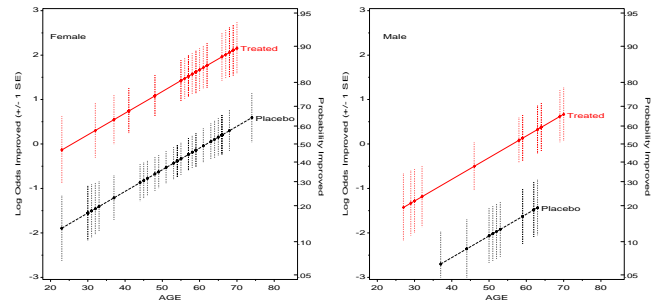 Female
Treated
Placebo
Log Odds Improved (+/- 1 SE)
3
2
1
0
-1
-2
-3
20 30 40 50 60 70 80
AGE
.95
.90
.80
.70
.60
.50
.40
.30
.20
.10
.05
Probability Improved
Male
Treated
Placebo
Log Odds Improved (+/- 1 SE)
3
2
1
0
-1
-2
-3
20 30 40 50 60 70 80
AGE
.95
.90
.80
.70
.60
.50
.40
.30
.20
.10
.05
Probability Improved